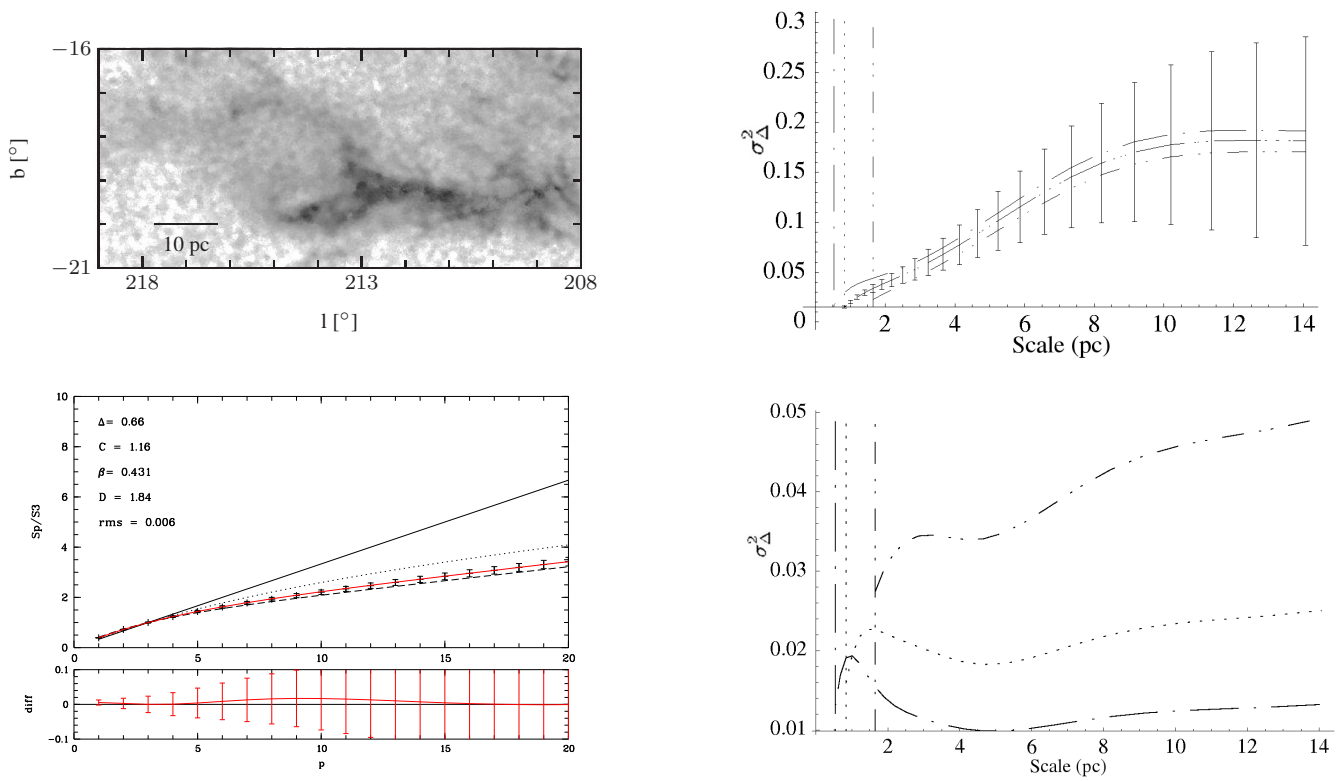 −16
b [°]
10 pc
−21
218 213 208
l [°]
0.3
0.25
0.2
0.15
0.1
0.05
0
σ²Δ
2 4 6 8 10 12 14
Scale (pc)
10
8
6
4
2
0
Sp/S3
Δ= 0.66
C = 1.16
β= 0.431
D = 1.84
rms = 0.006
0 5 10 15 20
0.1
0
−0.1
diff
0 5 10 15 20
p
0.05
0.04
0.03
0.02
0.01
σ²Δ
2 4 6 8 10 12 14
Scale (pc)